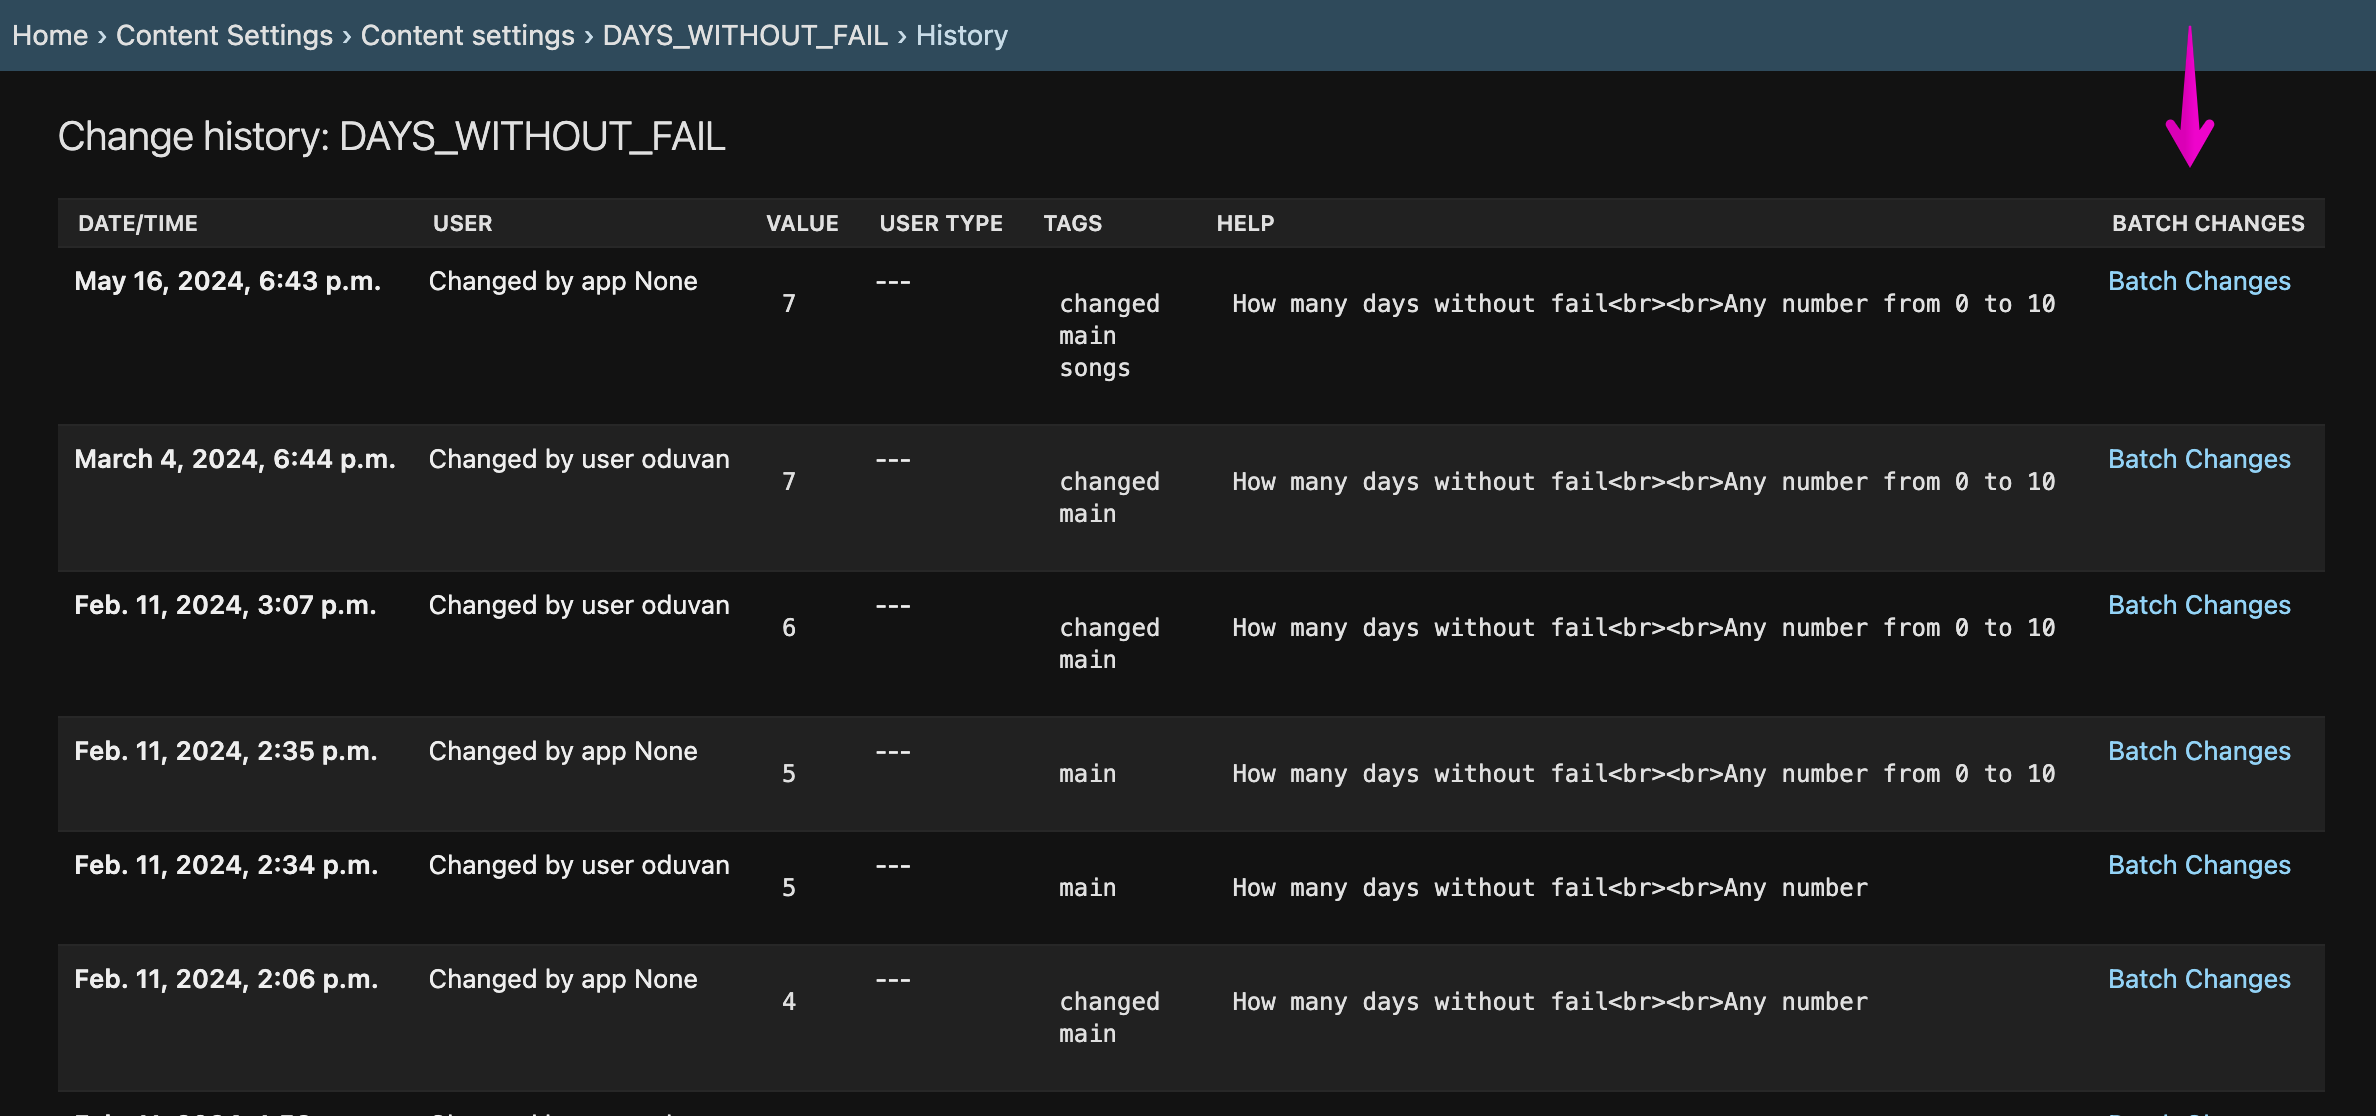 Home › Content Settings › Content settings › DAYS_WITHOUT_FAIL › History
Change history: DAYS_WITHOUT_FAIL
DATE/TIME USER VALUE USER TYPE TAGS HELP BATCH CHANGES
May 16, 2024, 6:43 p.m. Changed by app None --- Batch Changes
7 changed How many days without fail<br><br>Any number from 0 to 10
main
songs
March 4, 2024, 6:44 p.m. Changed by user oduvan --- Batch Changes
7 changed How many days without fail<br><br>Any number from 0 to 10
main
Feb. 11, 2024, 3:07 p.m. Changed by user oduvan --- Batch Changes
6 changed How many days without fail<br><br>Any number from 0 to 10
main
Feb. 11, 2024, 2:35 p.m. Changed by app None --- Batch Changes
5 main How many days without fail<br><br>Any number from 0 to 10
Feb. 11, 2024, 2:34 p.m. Changed by user oduvan --- Batch Changes
5 main How many days without fail<br><br>Any number
Feb. 11, 2024, 2:06 p.m. Changed by app None --- Batch Changes
4 changed How many days without fail<br><br>Any number
main